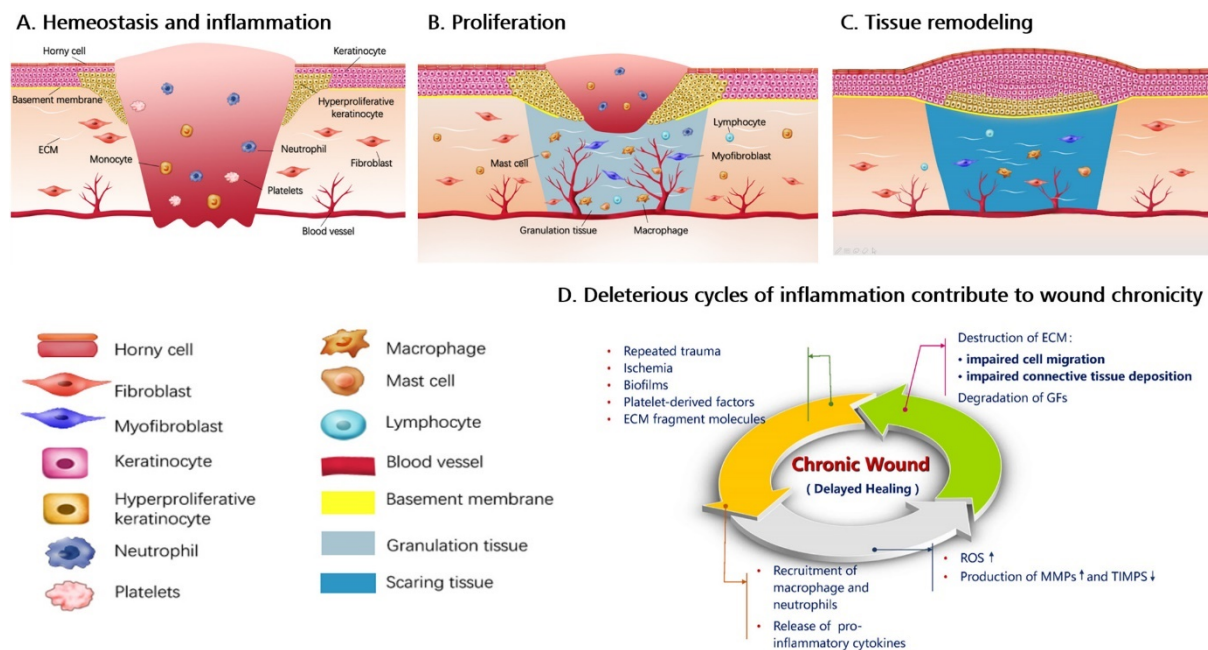 A. Hemeostasis and inflammation
Horny cell
Keratinocyte
Basement membrane
Hyperproliferative
keratinocyte
ECM
Monocyte
Neutrophil
Fibroblast
Platelets
Blood vessel
B. Proliferation
Lymphocyte
Mast cell
Myofibroblast
Granulation tissue
Macrophage
C. Tissue remodeling
Horny cell
Fibroblast
Myofibroblast
Keratinocyte
Hyperproliferative
keratinocyte
Neutrophil
Platelets
Macrophage
Mast cell
Lymphocyte
Blood vessel
Basement membrane
Granulation tissue
Scaring tissue
D. Deleterious cycles of inflammation contribute to wound chronicity
• Repeated trauma
• Ischemia
• Biofilms
• Platelet-derived factors
• ECM fragment molecules
Destruction of ECM:
• impaired cell migration
• impaired connective tissue deposition
Degradation of GFs
Chronic Wound
( Delayed Healing )
• ROS ↑
• Production of MMPs ↑ and TIMPS ↓
• Recruitment of
macrophage and
neutrophils
• Release of pro-
inflammatory cytokines